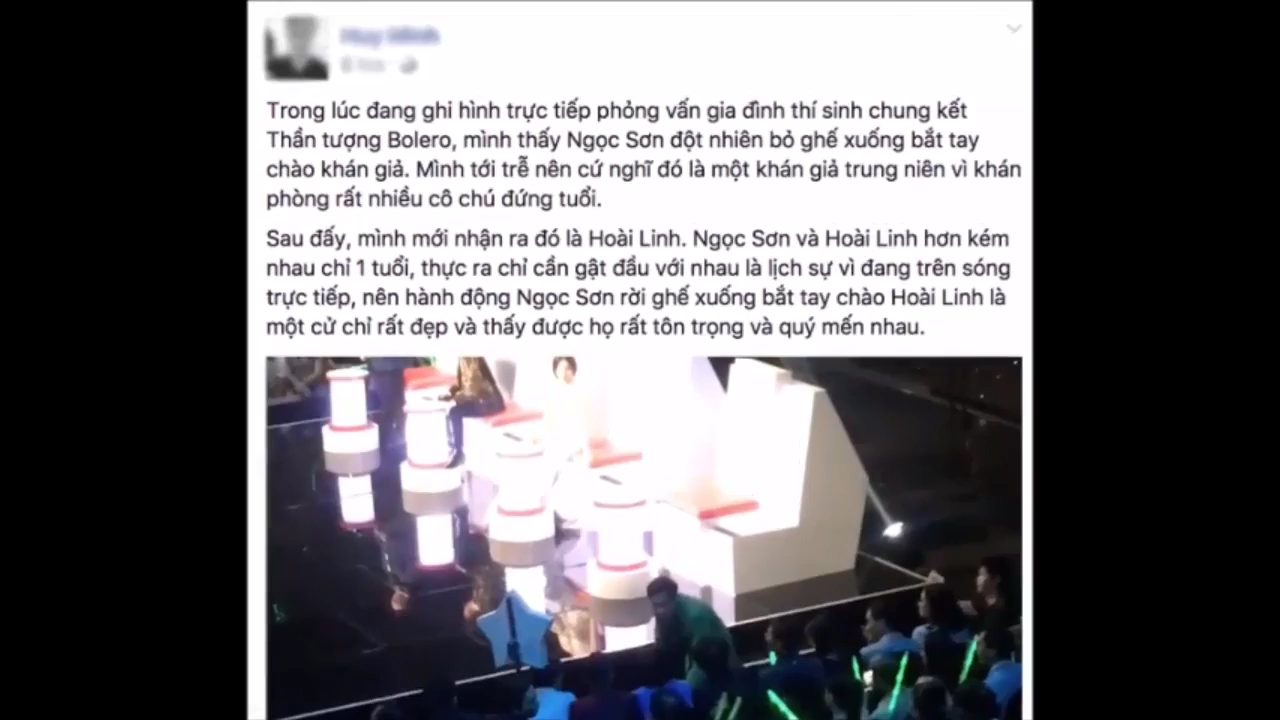 Trong lúc đang ghi hình trực tiếp phỏng vấn gia đình thí sinh chung kết
Thần tượng Bolero, mình thấy Ngọc Sơn đột nhiên bỏ ghế xuống bắt tay
chào khán giả. Mình tới trễ nên cứ nghĩ đó là một khán giả trung niên vì khán
phòng rất nhiều cô chú đứng tuổi.
Sau đấy, mình mới nhận ra đó là Hoài Linh. Ngọc Sơn và Hoài Linh hơn kém
nhau chỉ 1 tuổi, thực ra chỉ cần gật đầu với nhau là lịch sự vì đang trên sóng
trực tiếp, nên hành động Ngọc Sơn rời ghế xuống bắt tay chào Hoài Linh là
một cử chỉ rất đẹp và thấy được họ rất tôn trọng và quý mến nhau.